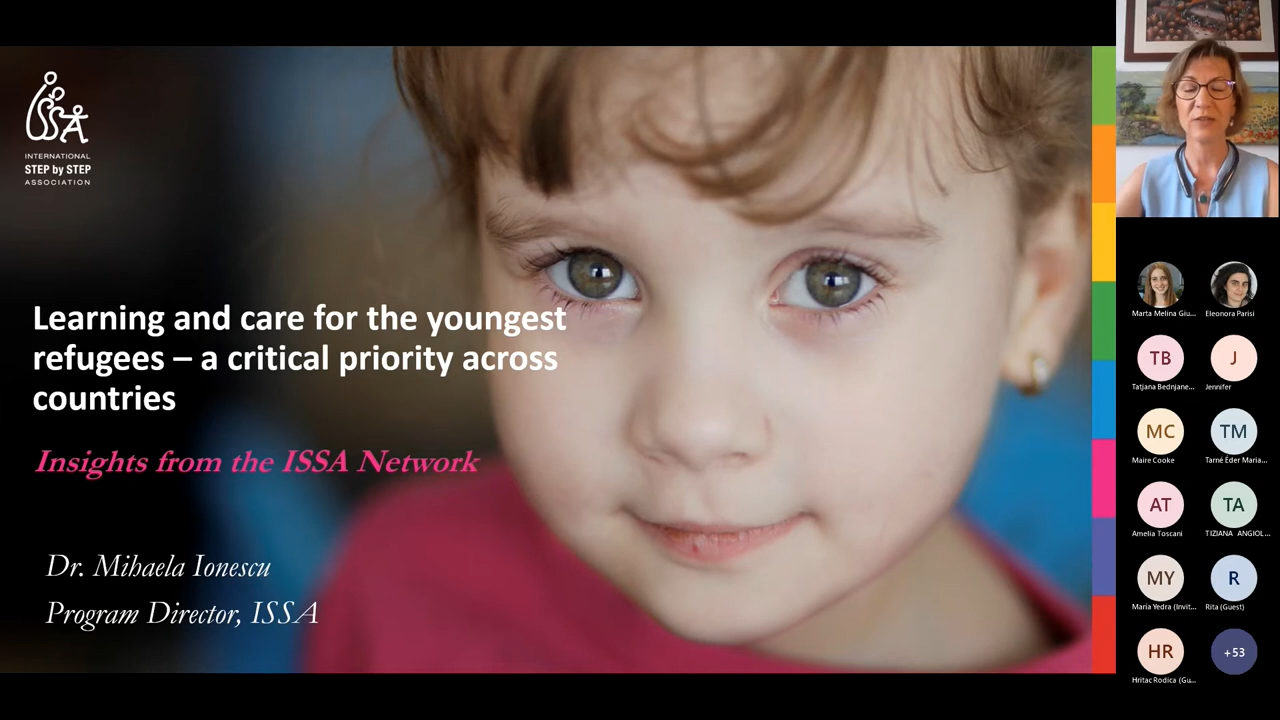 INTERNATIONAL
STEP by STEP
ASSOCIATION
Learning and care for the youngest
refugees – a critical priority across
countries
Insights from the ISSA Network
Dr. Mihaela Ionescu
Program Director, ISSA
Marta Melina Giu...
Eleonora Parisi
TB
J
Tatjana Bednjane...
Jennifer
MC
TM
Maire Cooke
Tarné Éder Maria...
AT
TA
Amelia Toscani
TIZIANA ANGIOL...
MY
R
María Yedra (Invit...
Rita (Guest)
HR
+53
Hritac Rodica (Gu...